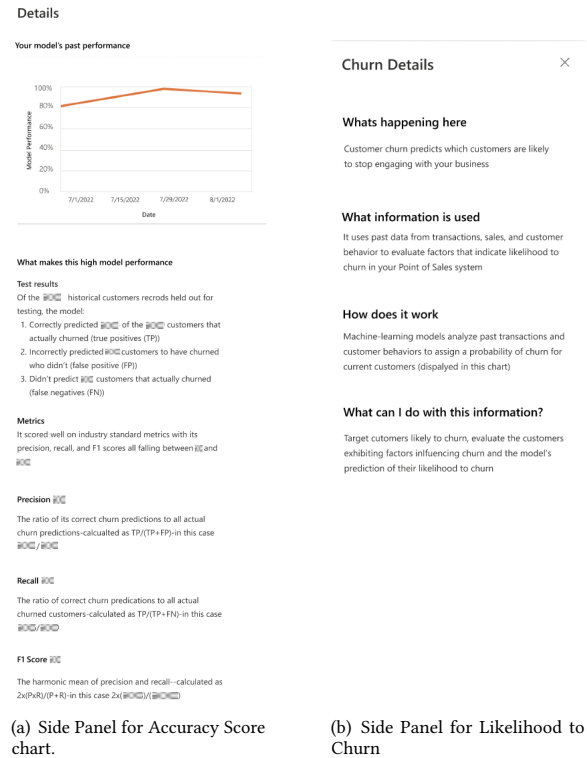 Details
Your model's past performance
100%
80%
60%
40%
20%
0%
Model Performance
7/1/2022 7/15/2022 7/29/2022 8/1/2022
Date
What makes this high model performance
Test results
Of the historical customers recrods held out for
testing, the model:
1. Correctly predicted of the customers that
actually churned (true positives (TP))
2. Incorrectly predicted customers to have churned
who didn't (false positive (FP))
3. Didn't predict customers that actually churned
(false negatives (FN))
Metrics
It scored well on industry standard metrics with its
precision, recall, and F1 scores all falling between and
Precision
The ratio of its correct churn predictions to all actual
churn predictions-calcualted as TP/(TP+FP)-in this case
/
Recall
The ratio of correct churn predications to all actual
churned customers-calculated as TP/(TP+FN)-in this case
/
F1 Score
The harmonic mean of precision and recall--calculated as
2x(PxR)/(P+R)-in this case 2x( )/( )
(a) Side Panel for Accuracy Score
chart.
Churn Details
Whats happening here
Customer churn predicts which customers are likely
to stop engaging with your business
What information is used
It uses past data from transactions, sales, and customer
behavior to evaluate factors that indicate likelihood to
churn in your Point of Sales system
How does it work
Machine-learning models analyze past transactions and
customer behaviors to assign a probability of churn for
current customers (dispalyed in this chart)
What can I do with this information?
Target cutomers likely to churn, evaluate the customers
exhibiting factors inlfuencing churn and the model's
prediction of their likelihood to churn
(b) Side Panel for Likelihood to
Churn